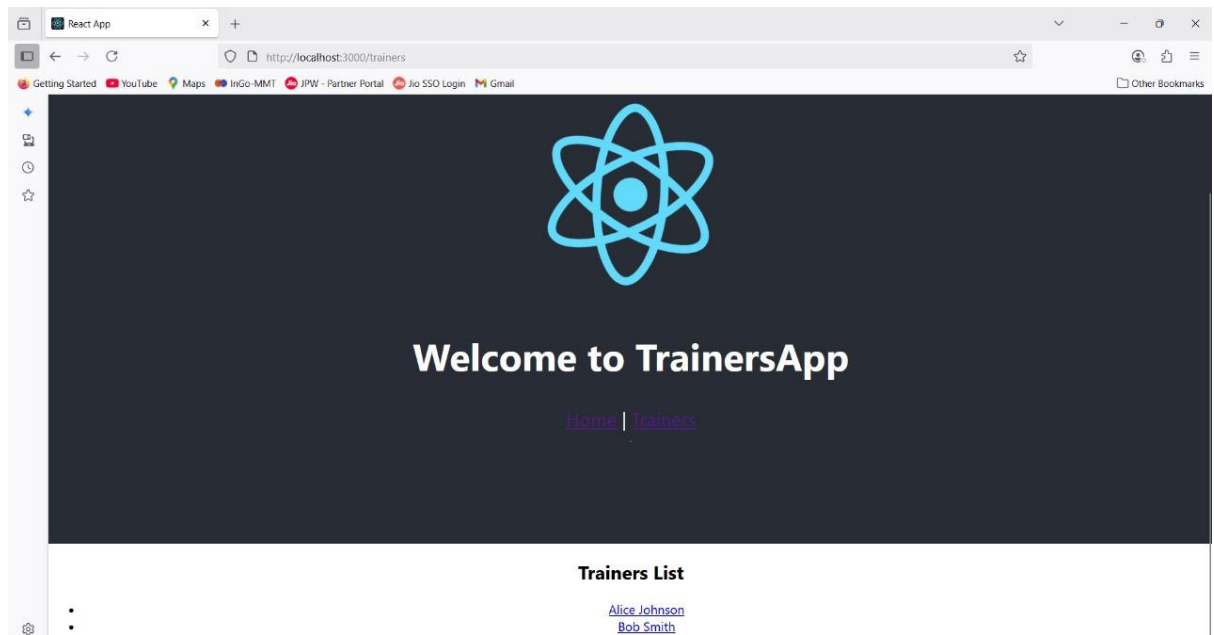 React App
http://localhost:3000/trainers
Getting Started YouTube Maps InGo-MMT JPW - Partner Portal Jio SSO Login Gmail Other Bookmarks
Welcome to TrainersApp
Home | Trainers
Trainers List
Alice Johnson
Bob Smith